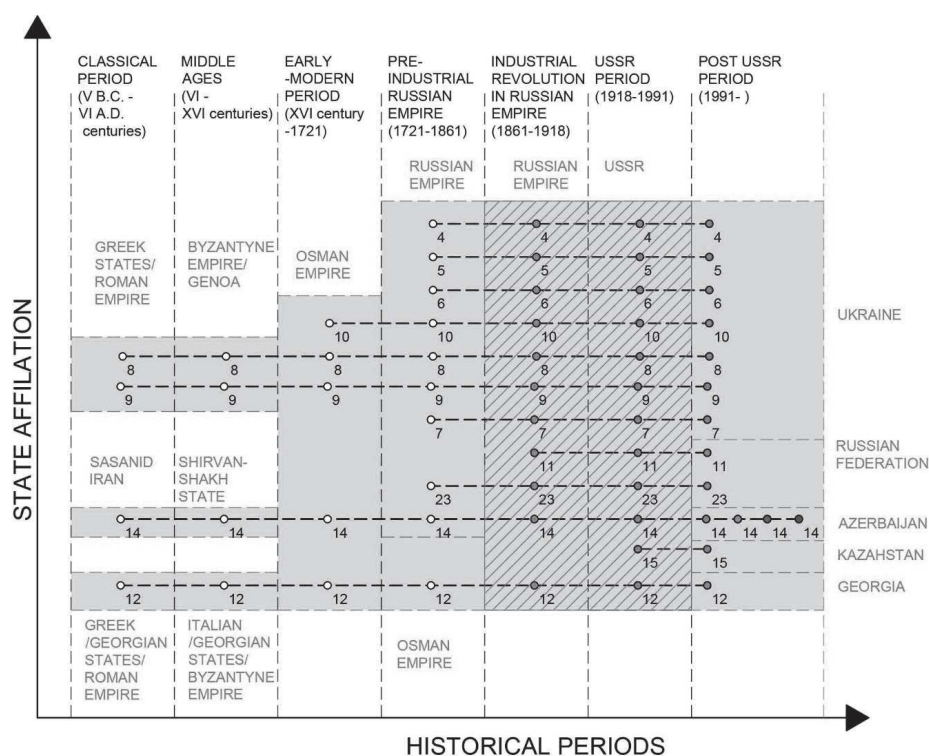 CLASSICAL
PERIOD
(V B.C. -
VI A.D.
centuries)
MIDDLE
AGES
(VI -
XVI centuries)
EARLY
-MODERN
PERIOD
(XVI century
-1721)
PRE-
INDUSTRIAL
RUSSIAN
EMPIRE
(1721-1861)
INDUSTRIAL
REVOLUTION
IN RUSSIAN
EMPIRE
(1861-1918)
USSR
PERIOD
(1918-1991)
POST USSR
PERIOD
(1991- )
RUSSIAN
EMPIRE
RUSSIAN
EMPIRE
USSR
GREEK
STATES/
ROMAN
EMPIRE
BYZANTYNE
EMPIRE/
GENOA
OSMAN
EMPIRE
4 4 4 4
5 5 5 5
6 6 6 6
UKRAINE
10 10 10 10 10
8 8 8 8 8 8 8
9 9 9 9 9 9 9
7 7 7 7
SASANID
IRAN
SHIRVAN-
SHAKH
STATE
11 11 11
RUSSIAN
FEDERATION
23 23 23 23
14 14 14 14 14 14 14 14 14 14
AZERBAIJAN
15 15
KAZAHSTAN
12 12 12 12 12 12 12
GEORGIA
GREEK
/GEORGIAN
STATES/
ROMAN
EMPIRE
ITALIAN
/GEORGIAN
STATES/
BYZANTYNE
EMPIRE
OSMAN
EMPIRE
STATE AFFILATION
HISTORICAL PERIODS